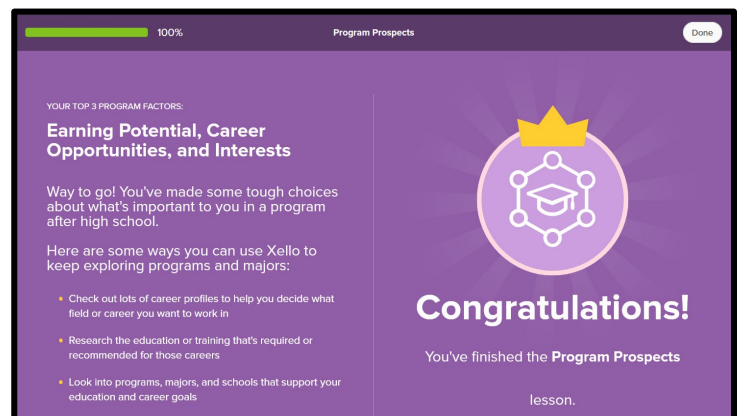 100%
Program Prospects
Done
YOUR TOP 3 PROGRAM FACTORS:
Earning Potential, Career
Opportunities, and Interests
Way to go! You've made some tough choices
about what's important to you in a program
after high school.
Here are some ways you can use Xello to
keep exploring programs and majors:
• Check out lots of career profiles to help you decide what
field or career you want to work in
• Research the education or training that's required or
recommended for those careers
• Look into programs, majors, and schools that support your
education and career goals
Congratulations!
You've finished the Program Prospects
lesson.